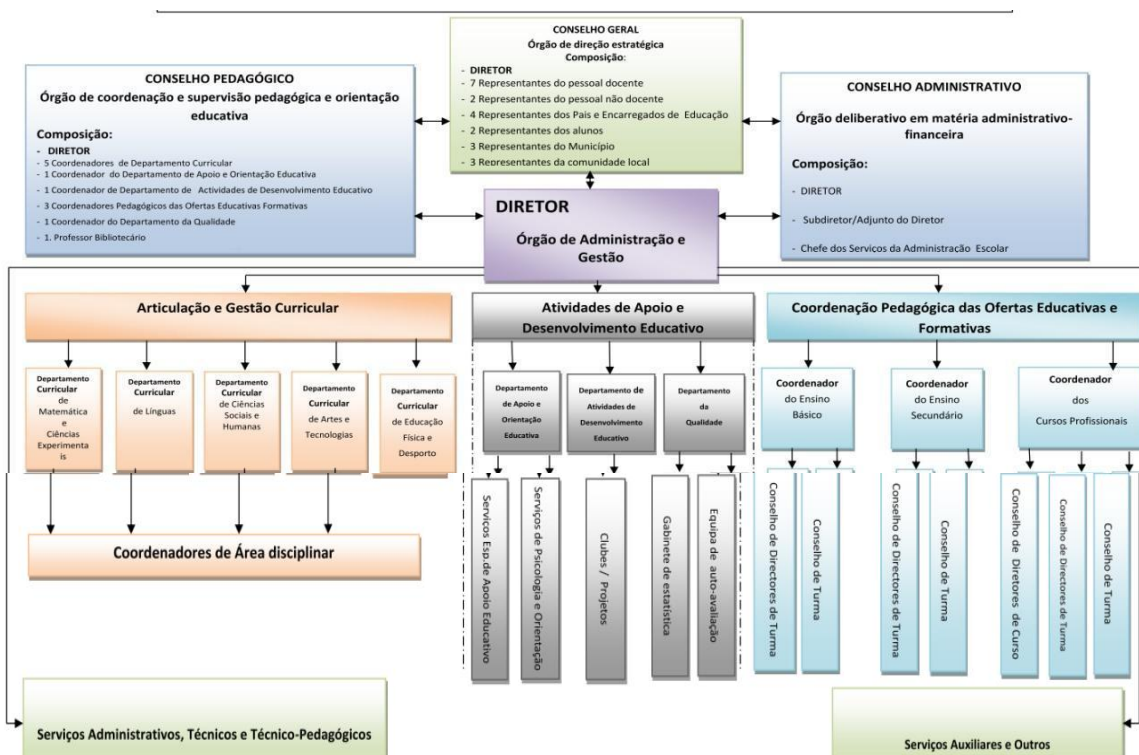 CONSELHO GERAL
Órgão de direção estratégica
Composição:
- DIRETOR
- 7 Representantes do pessoal docente
- 2 Representantes do pessoal não docente
- 4 Representantes dos Pais e Encarregados de Educação
- 2 Representantes dos alunos
- 3 Representantes do Município
- 3 Representantes da comunidade local
CONSELHO PEDAGÓGICO
Órgão de coordenação e supervisão pedagógica e orientação
educativa
Composição:
- DIRETOR
- 5 Coordenadores de Departamento Curricular
- 1 Coordenador do Departamento de Apoio e Orientação Educativa
- 1 Coordenador de Departamento de Actividades de Desenvolvimento Educativo
- 3 Coordenadores Pedagógicos das Ofertas Educativas Formativas
- 1 Coordenador do Departamento da Qualidade
- 1. Professor Bibliotecário
CONSELHO ADMINISTRATIVO
Órgão deliberativo em matéria administrativo-
financeira
Composição:
- DIRETOR
- Subdiretor/Adjunto do Diretor
- Chefe dos Serviços da Administração Escolar
DIRETOR
Órgão de Administração e
Gestão
Articulação e Gestão Curricular
Atividades de Apoio e
Desenvolvimento Educativo
Coordenação Pedagógica das Ofertas Educativas e
Formativas
Departamento
Curricular
de
Matemática
e
Ciências
Experimenta
is
Departamento
Curricular
de Línguas
Departamento
Curricular
de Ciências
Sociais e
Humanas
Departamento
Curricular
de Artes e
Tecnologias
Departamento
Curricular
de Educação
Física e
Desporto
Departamento
de Apoio e
Orientação
Educativa
Departamento de
Atividades de
Desenvolvimento
Educativo
Departamento
da
Qualidade
Coordenador
do Ensino
Básico
Coordenador
do Ensino
Secundário
Coordenador
dos
Cursos Profissionais
Coordenadores de Área disciplinar
Serviços Esp.de Apoio Educativo
Serviços de Psicologia e Orientação
Clubes / Projetos
Gabinete de estatística
Equipa de auto-avaliação
Conselho de Directores de Turma
Conselho de Turma
Conselho de Directores de Turma
Conselho de Turma
Conselho de Diretores de Curso
Conselho de Directores de Turma
Conselho de Turma
Serviços Administrativos, Técnicos e Técnico-Pedagógicos
Serviços Auxiliares e Outros